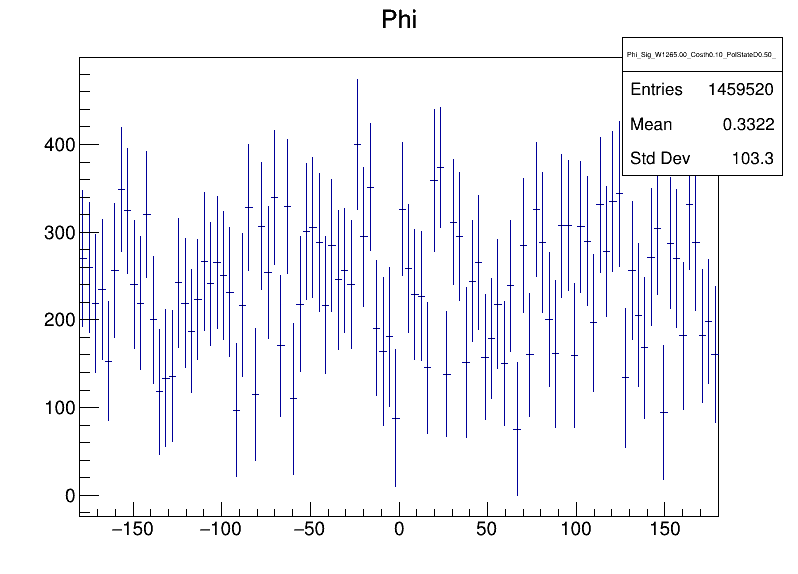 Phi
Phi_Sig_W1265.00_Costh0.10_PolStateD0.50_
Entries 1459520
Mean 0.3322
Std Dev 103.3
400
300
200
100
0
−150 −100 −50 0 50 100 150